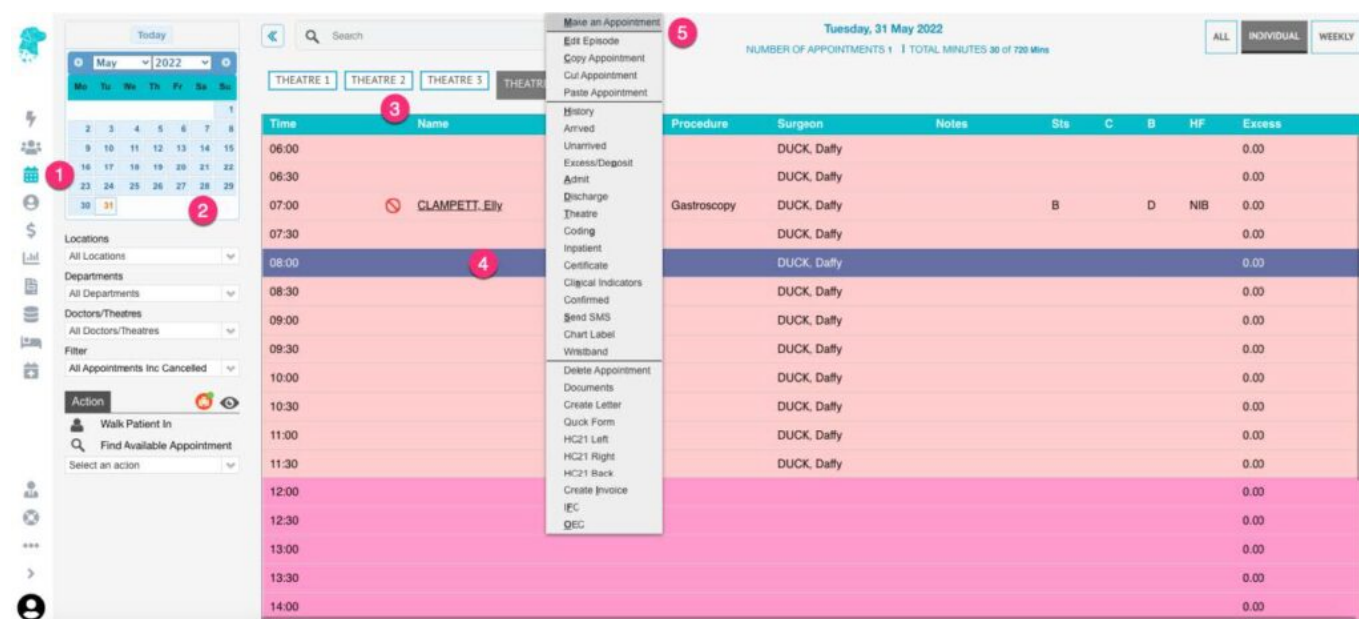 Today
May 2022
Mo Tu We Th Fr Sa Su
1
2 3 4 5 6 7 8
9 10 11 12 13 14 15
16 17 18 19 20 21 22
23 24 25 26 27 28 29
30 31
1
2
Locations
All Locations
Departments
All Departments
Doctors/Theatres
All Doctors/Theatres
Filter
All Appointments Inc Cancelled
Action
Walk Patient In
Find Available Appointment
Select an action
Search
Tuesday, 31 May 2022
NUMBER OF APPOINTMENTS 1 | TOTAL MINUTES 30 of 720 Mins
ALL INDIVIDUAL WEEKLY
THEATRE 1 THEATRE 2 THEATRE 3 THEATRE
3
Time Name Procedure Surgeon Notes Sts C B HF Excess
06:00 DUCK, Daffy 0.00
06:30 DUCK, Daffy 0.00
07:00 CLAMPETT, Elly Gastroscopy DUCK, Daffy B D NIB 0.00
07:30 DUCK, Daffy 0.00
08:00 4 DUCK, Daffy 0.00
08:30 DUCK, Daffy 0.00
09:00 DUCK, Daffy 0.00
09:30 DUCK, Daffy 0.00
10:00 DUCK, Daffy 0.00
10:30 DUCK, Daffy 0.00
11:00 DUCK, Daffy 0.00
11:30 DUCK, Daffy 0.00
12:00 0.00
12:30 0.00
13:00 0.00
13:30 0.00
14:00 0.00
Make an Appointment
5
Edit Episode
Copy Appointment
Cut Appointment
Paste Appointment
History
Arrived
Unarrived
Excess/Deposit
Admit
Discharge
Theatre
Coding
Inpatient
Certificate
Clinical Indicators
Confirmed
Send SMS
Chart Label
Wristband
Delete Appointment
Documents
Create Letter
Quick Form
HC21 Left
HC21 Right
HC21 Back
Create Invoice
IFC
OEC